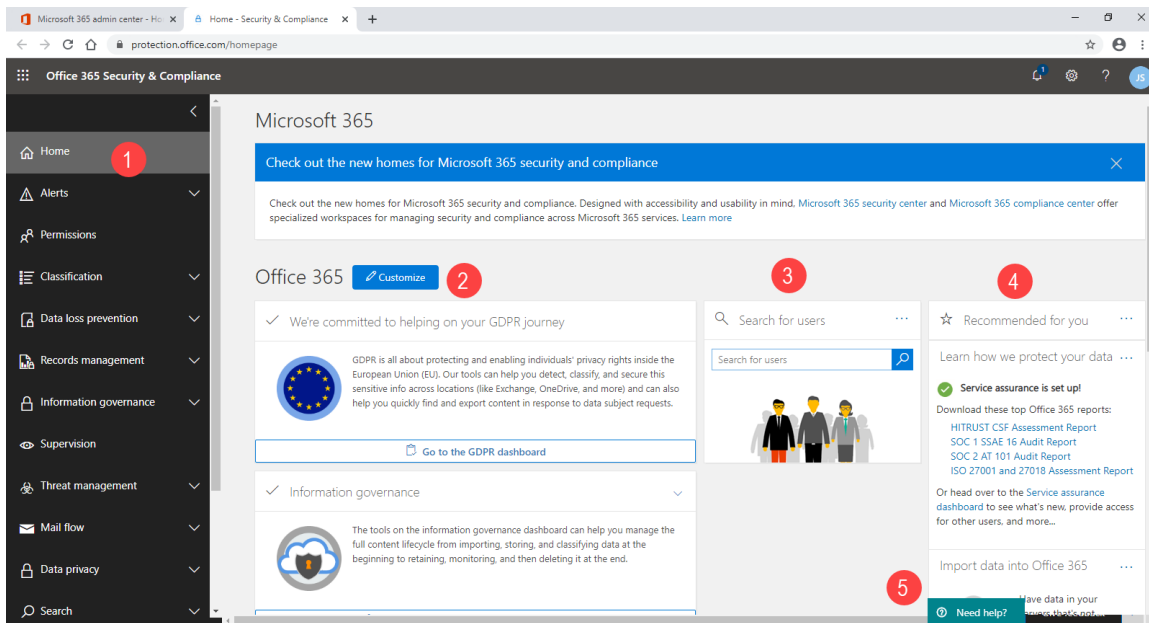 Microsoft 365 admin center - Ho
Home - Security & Compliance
protection.office.com/homepage
Office 365 Security & Compliance
1
?
JS
Home
1
Alerts
Permissions
Classification
Data loss prevention
Records management
Information governance
Supervision
Threat management
Mail flow
Data privacy
Search
Microsoft 365
Check out the new homes for Microsoft 365 security and compliance
Check out the new homes for Microsoft 365 security and compliance. Designed with accessibility and usability in mind, Microsoft 365 security center and Microsoft 365 compliance center offer
specialized workspaces for managing security and compliance across Microsoft 365 services. Learn more
Office 365
Customize
2
We're committed to helping on your GDPR journey
GDPR is all about protecting and enabling individuals' privacy rights inside the
European Union (EU). Our tools can help you detect, classify, and secure this
sensitive info across locations (like Exchange, OneDrive, and more) and can also
help you quickly find and export content in response to data subject requests.
Go to the GDPR dashboard
Information governance
The tools on the information governance dashboard can help you manage the
full content lifecycle from importing, storing, and classifying data at the
beginning to retaining, monitoring, and then deleting it at the end.
3
Search for users
Search for users
4
Recommended for you
Learn how we protect your data
Service assurance is set up!
Download these top Office 365 reports:
HITRUST CSF Assessment Report
SOC 1 SSAE 16 Audit Report
SOC 2 AT 101 Audit Report
ISO 27001 and 27018 Assessment Report
Or head over to the Service assurance
dashboard to see what's new, provide access
for other users, and more...
Import data into Office 365
Have data in your
servers that's not
5
Need help?